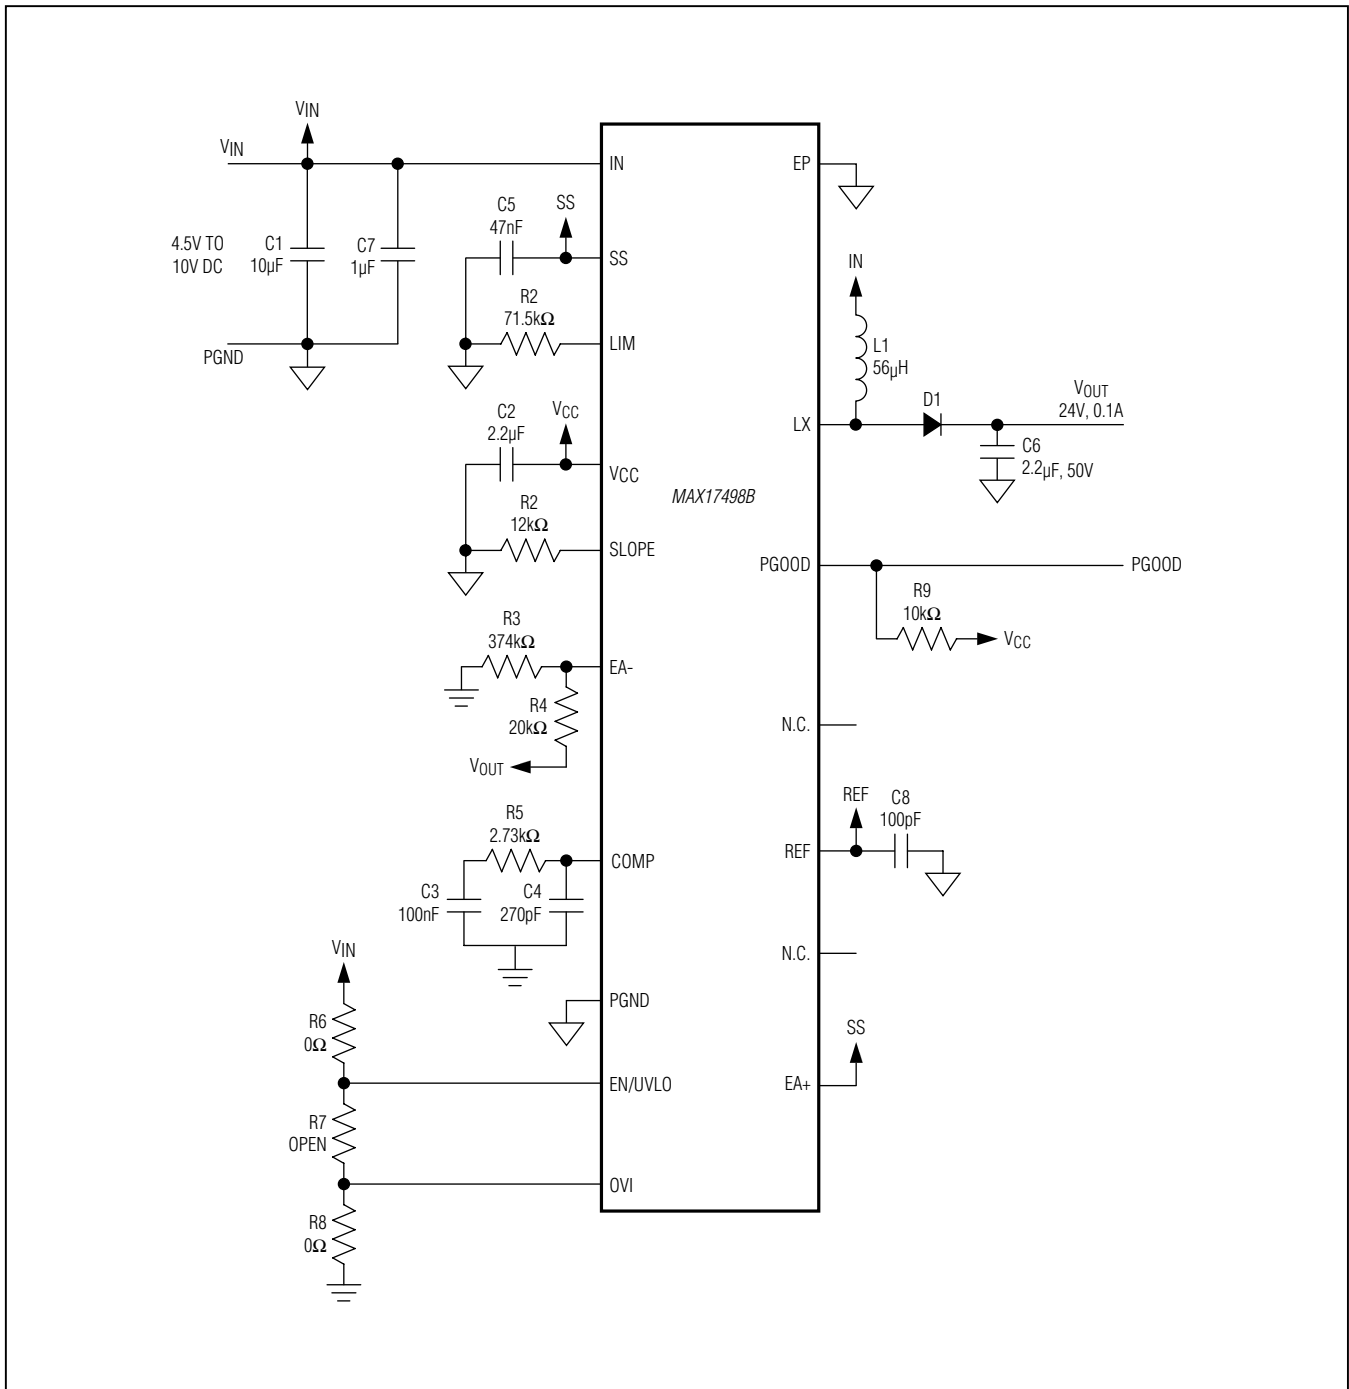 VIN
VIN
4.5V TO
10V DC
C1
10µF
C7
1µF
PGND
C5
47nF
SS
R2
71.5kΩ
C2
2.2µF
VCC
R2
12kΩ
R3
374kΩ
R4
20kΩ
VOUT
R5
2.73kΩ
C3
100nF
C4
270pF
VIN
R6
0Ω
R7
OPEN
R8
0Ω
IN
SS
LIM
VCC
SLOPE
EA-
COMP
PGND
EN/UVLO
OVI
MAX17498B
EP
LX
PGOOD
N.C.
REF
N.C.
EA+
IN
L1
56µH
D1
VOUT
24V, 0.1A
C6
2.2µF, 50V
PGOOD
R9
10kΩ
VCC
REF
C8
100pF
SS